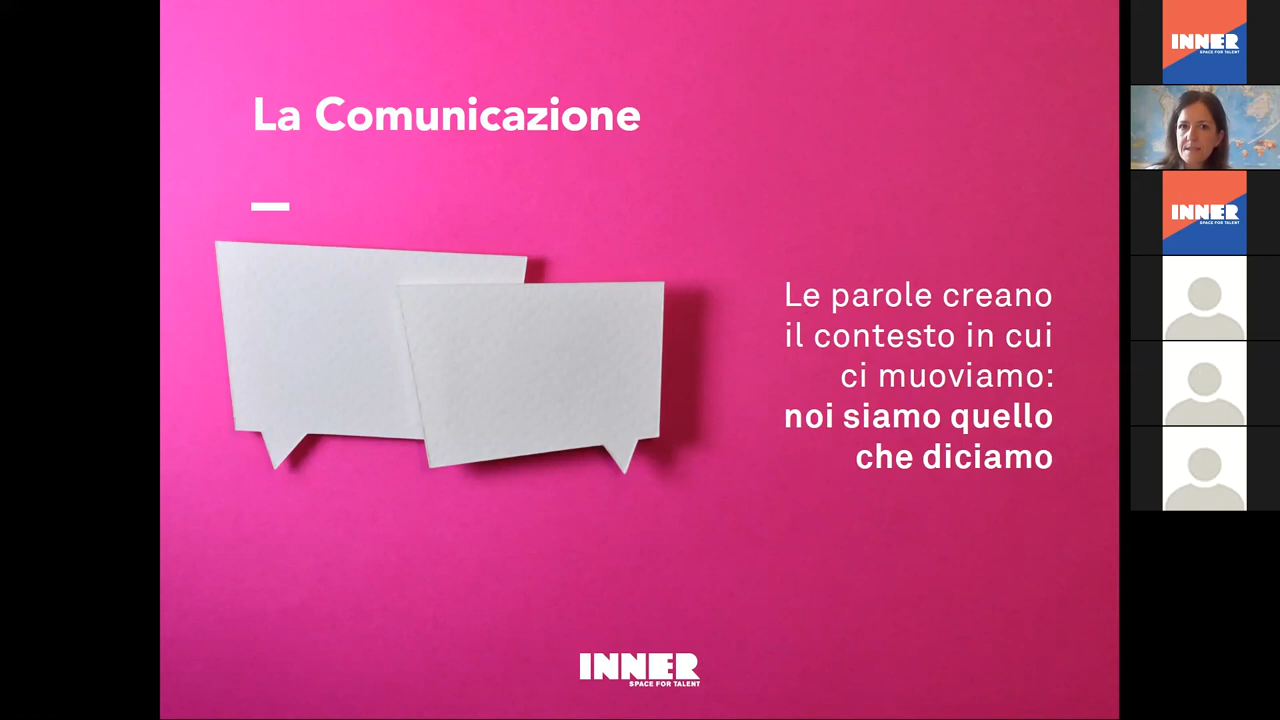 La Comunicazione
Le parole creano
il contesto in cui
ci muoviamo:
noi siamo quello
che diciamo
INNER
SPACE FOR TALENT
INNER
SPACE FOR TALENT
INNER
SPACE FOR TALENT